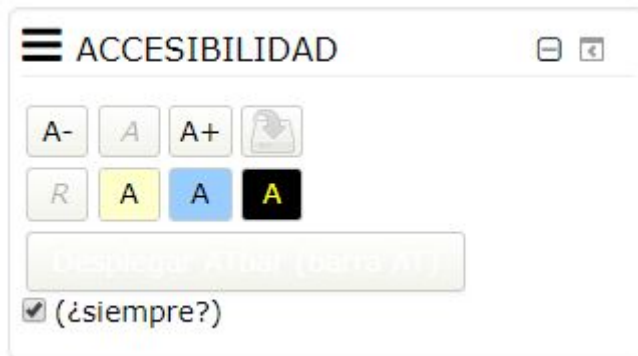 ACCESIBILIDAD
A- A A+
R A A A
Desplegar ATbar (barra AT)
(¿siempre?)